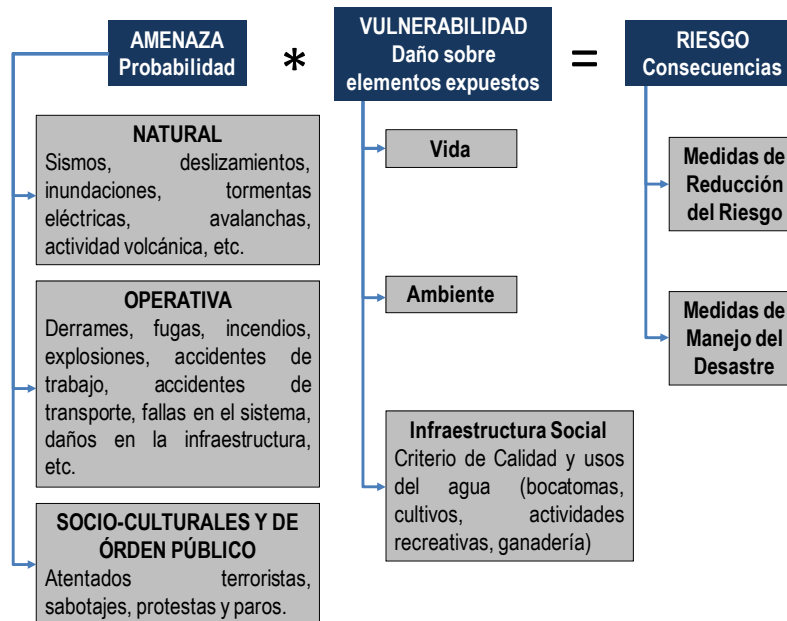 AMENAZA
Probabilidad
*
VULNERABILIDAD
Daño sobre
elementos expuestos
=
RIESGO
Consecuencias
NATURAL
Sismos, deslizamientos,
inundaciones, tormentas
eléctricas, avalanchas,
actividad volcánica, etc.
OPERATIVA
Derrames, fugas, incendios,
explosiones, accidentes de
trabajo, accidentes de
transporte, fallas en el sistema,
daños en la infraestructura,
etc.
SOCIO-CULTURALES Y DE
ÓRDEN PÚBLICO
Atentados terroristas,
sabotajes, protestas y paros.
Vida
Ambiente
Infraestructura Social
Criterio de Calidad y usos
del agua (bocatomas,
cultivos, actividades
recreativas, ganadería)
Medidas de
Reducción
del Riesgo
Medidas de
Manejo del
Desastre